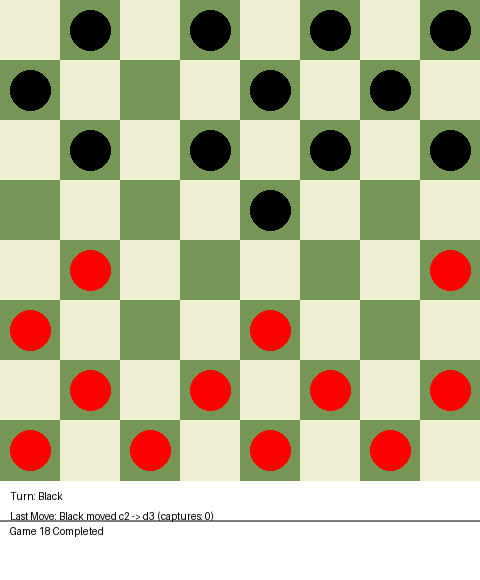 Turn: Black
Last Move: Black moved c2 -> d3 (captures: 0)
Game 18 Completed